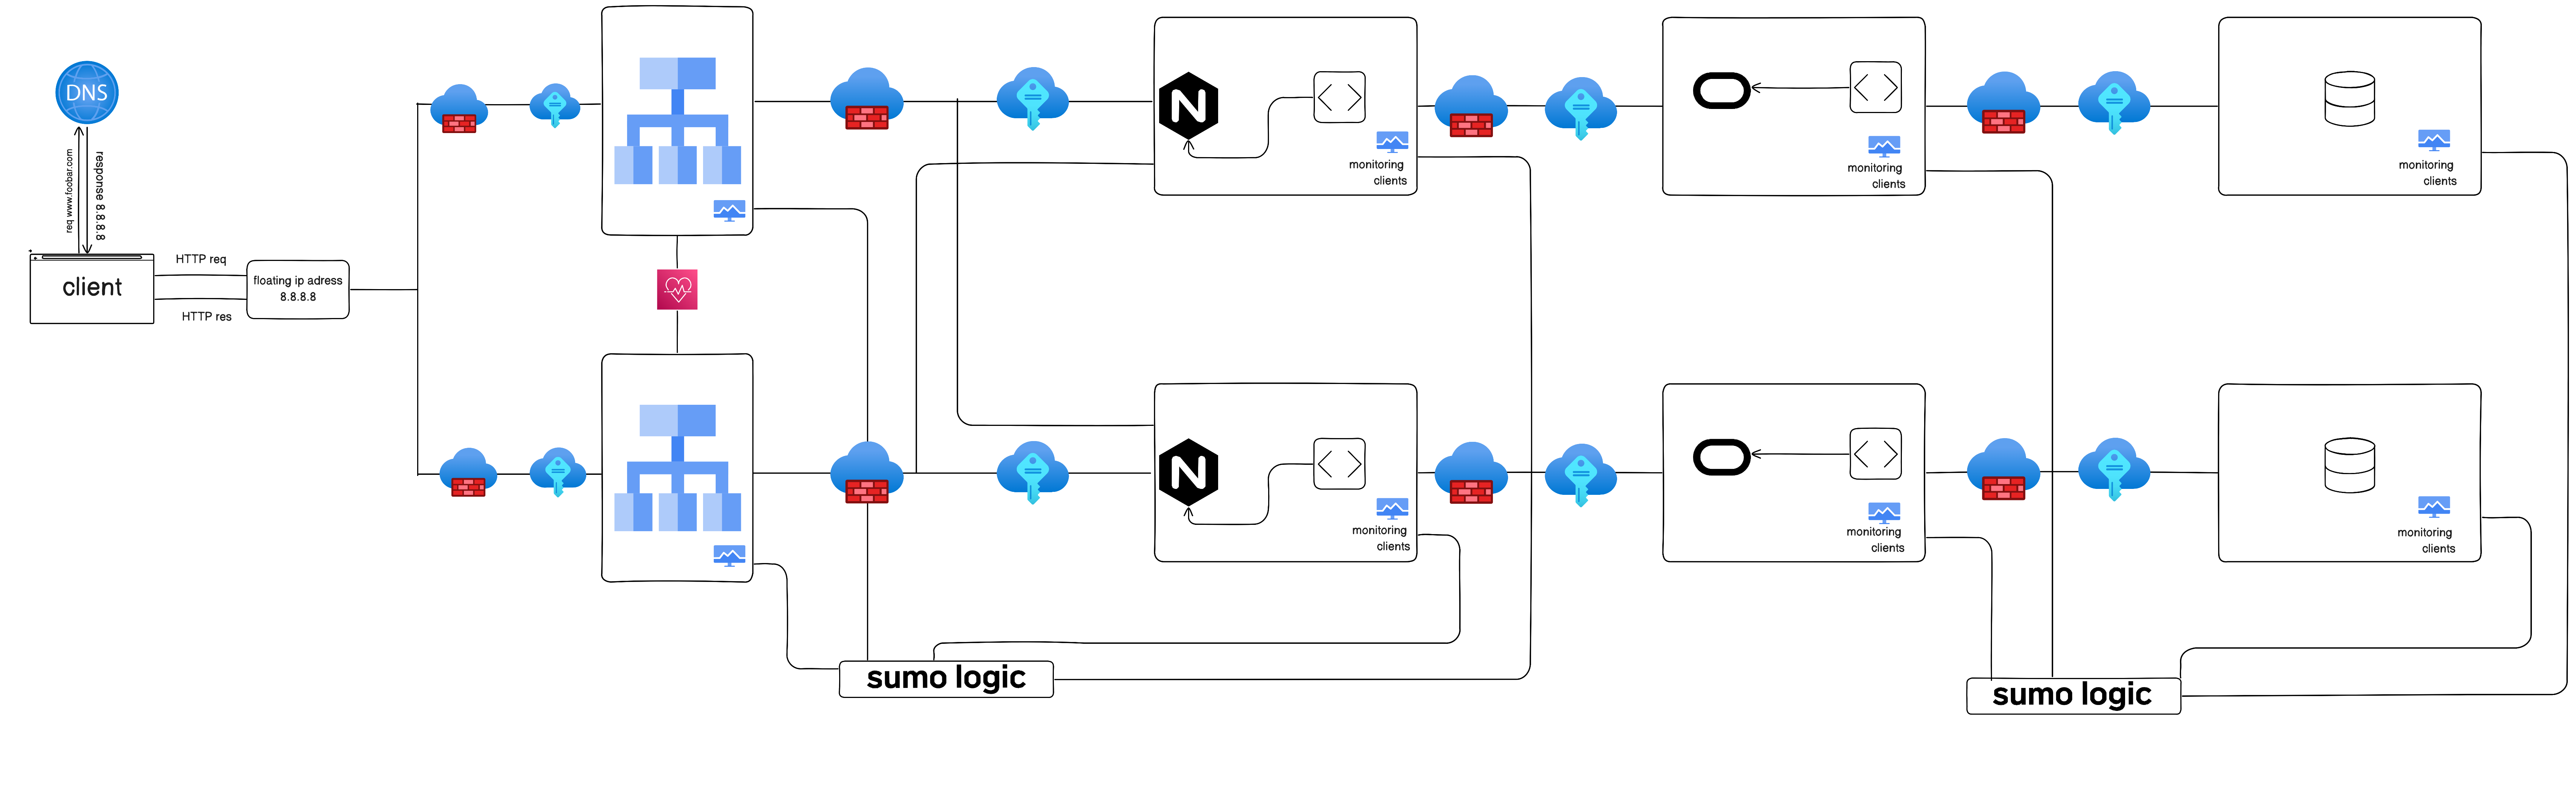 DNS
req www.foobar.com
response 8.8.8.8
client
HTTP req
HTTP res
floating ip adress
8.8.8.8
N
monitoring
clients
monitoring
clients
monitoring
clients
N
monitoring
clients
monitoring
clients
monitoring
clients
sumo logic
sumo logic